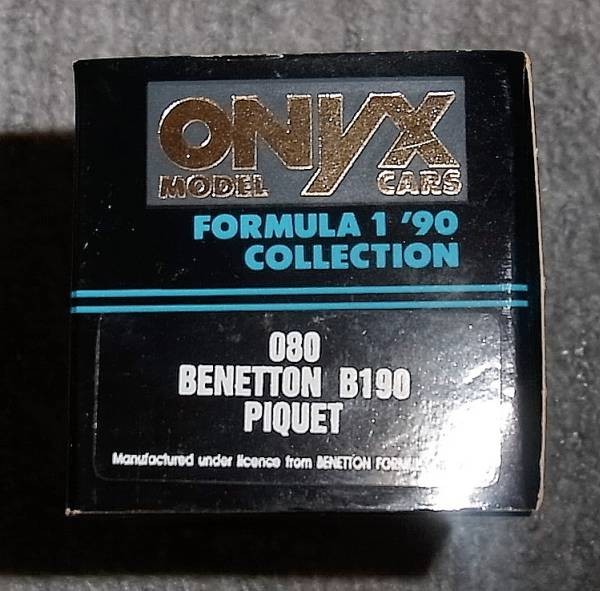 ONYX
MODEL CARS
FORMULA 1 '90
COLLECTION
080
BENETTON B190
PIQUET
Manufactured under licence from BENETTON